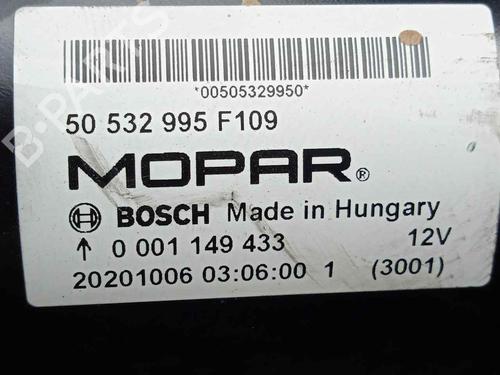 *00505329950*
50 532 995 F109
MOPAR®
BOSCH Made in Hungary
↑ 0 001 149 433 12V
20201006 03:06:00 1 (3001)
B-PARTS